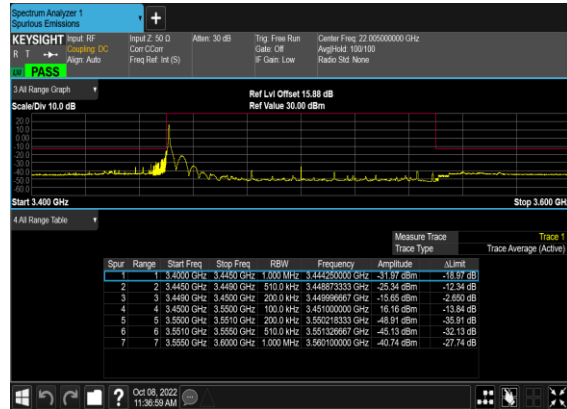 Spectrum Analyzer 1
Spurious Emissions
KEYSIGHT Input: RF Input Z: 50 Ω Atten: 30 dB Trig: Free Run Center Freq: 22.005000000 GHz
R T Coupling: DC Corr CCorr Gate: Off Avg|Hold: 100/100
Align: Auto Freq Ref: Int (S) IF Gain: Low Radio Std: None
PASS
3 All Range Graph Ref Lvl Offset 15.88 dB
Scale/Div 10.0 dB Ref Value 30.00 dBm
20.0
10.0
0.00
-10.0
-20.0
-30.0
-40.0
-50.0
-60.0
Start 3.400 GHz Stop 3.600 GH
4 All Range Table
Measure Trace Trace 1
Trace Type Trace Average (Active)
Spur Range Start Freq Stop Freq RBW Frequency Amplitude ΔLimit
1 1 3.4000 GHz 3.4450 GHz 1.000 MHz 3.444250000 GHz -31.97 dBm -18.97 dB
2 2 3.4450 GHz 3.4490 GHz 510.0 kHz 3.448873333 GHz -25.34 dBm -12.34 dB
3 3 3.4490 GHz 3.4500 GHz 200.0 kHz 3.449996667 GHz -15.65 dBm -2.650 dB
4 4 3.4500 GHz 3.5500 GHz 100.0 kHz 3.451000000 GHz 16.16 dBm -13.84 dB
5 5 3.5500 GHz 3.5510 GHz 200.0 kHz 3.550218333 GHz -48.91 dBm -35.91 dB
6 6 3.5510 GHz 3.5550 GHz 510.0 kHz 3.551326667 GHz -45.13 dBm -32.13 dB
7 7 3.5550 GHz 3.6000 GHz 1.000 MHz 3.560100000 GHz -40.74 dBm -27.74 dB
? Oct 08, 2022
11:36:59 AM